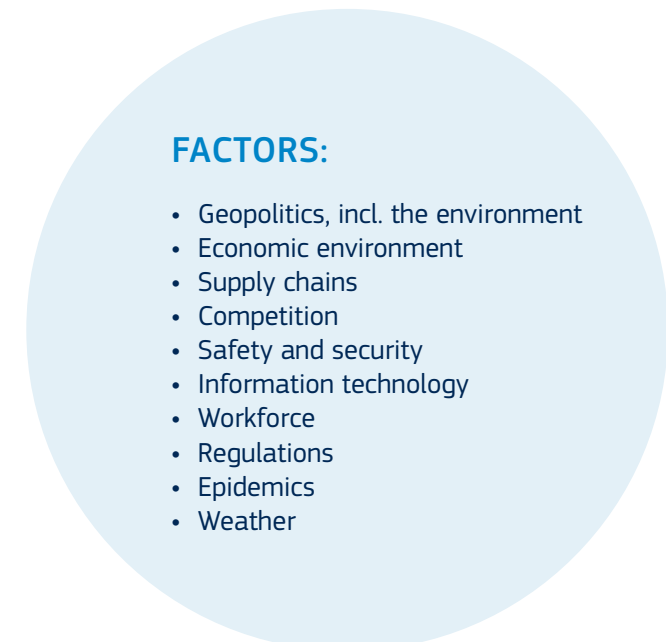 FACTORS:
• Geopolitics, incl. the environment
• Economic environment
• Supply chains
• Competition
• Safety and security
• Information technology
• Workforce
• Regulations
• Epidemics
• Weather